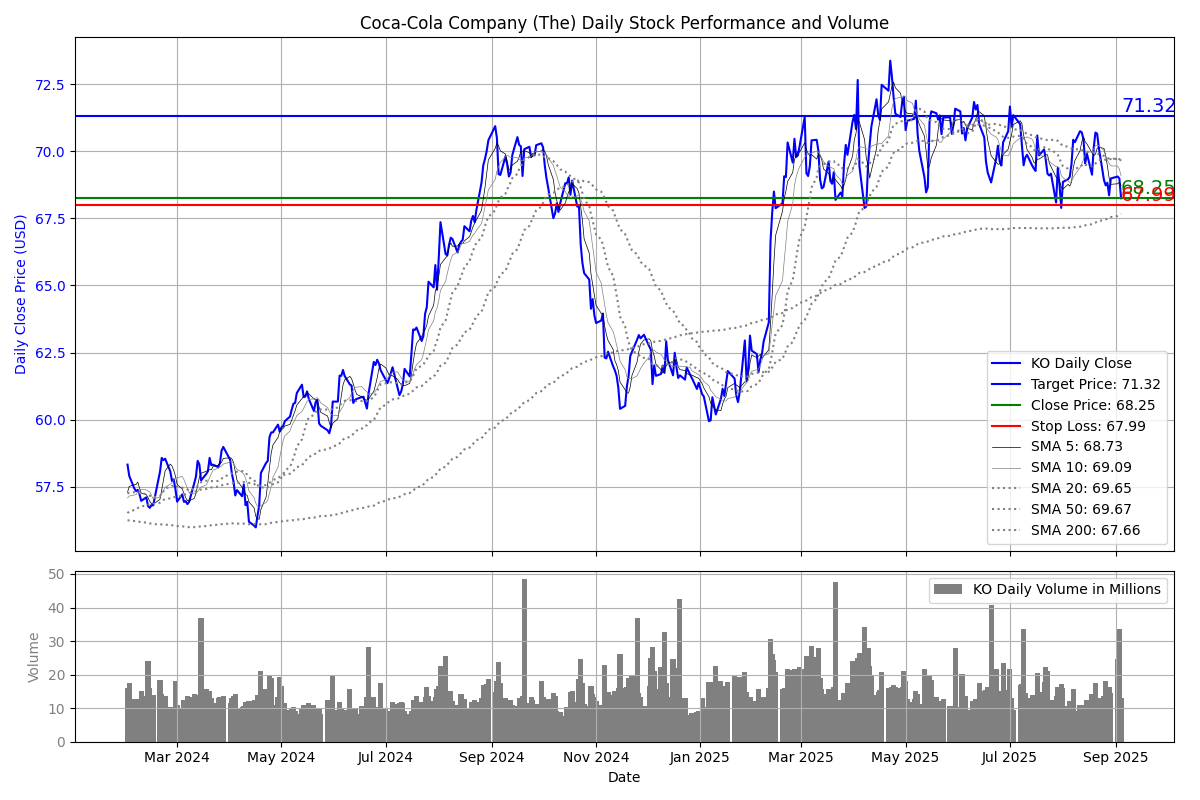 Coca-Cola Company (The) Daily Stock Performance and Volume
Daily Close Price (USD)
72.5
70.0
67.5
65.0
62.5
60.0
57.5
71.32
68.25
67.99
KO Daily Close
Target Price: 71.32
Close Price: 68.25
Stop Loss: 67.99
SMA 5: 68.73
SMA 10: 69.09
SMA 20: 69.65
SMA 50: 69.67
SMA 200: 67.66
Volume
50
40
30
20
10
0
KO Daily Volume in Millions
Mar 2024
May 2024
Jul 2024
Sep 2024
Nov 2024
Jan 2025
Mar 2025
May 2025
Jul 2025
Sep 2025
Date